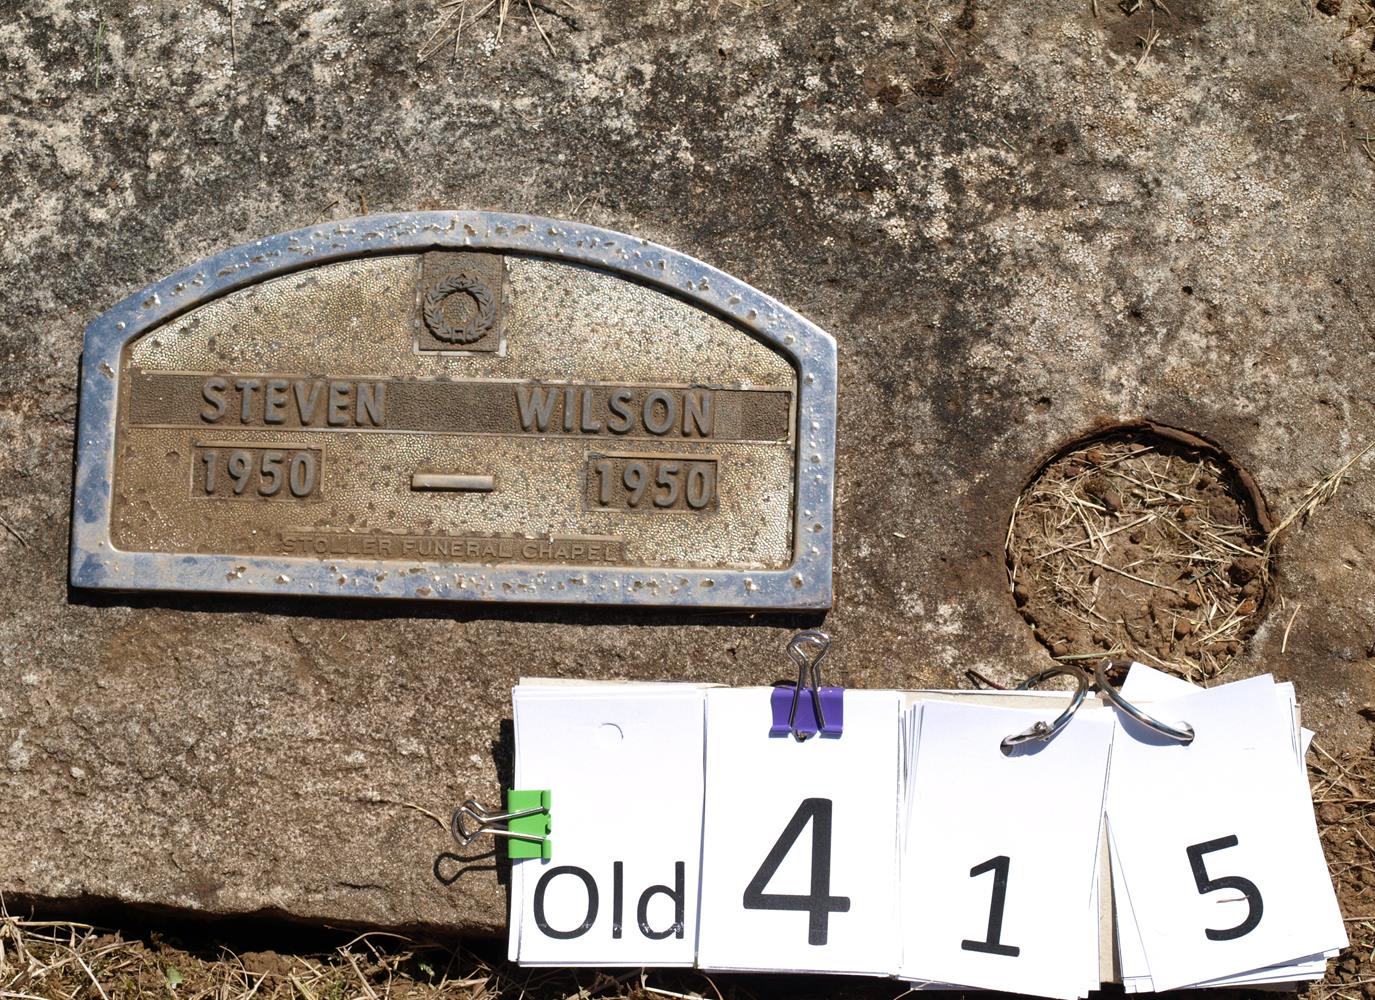 STEVEN WILSON
1950 – 1950
STOLLER FUNERAL CHAPEL
Old 4 1 5